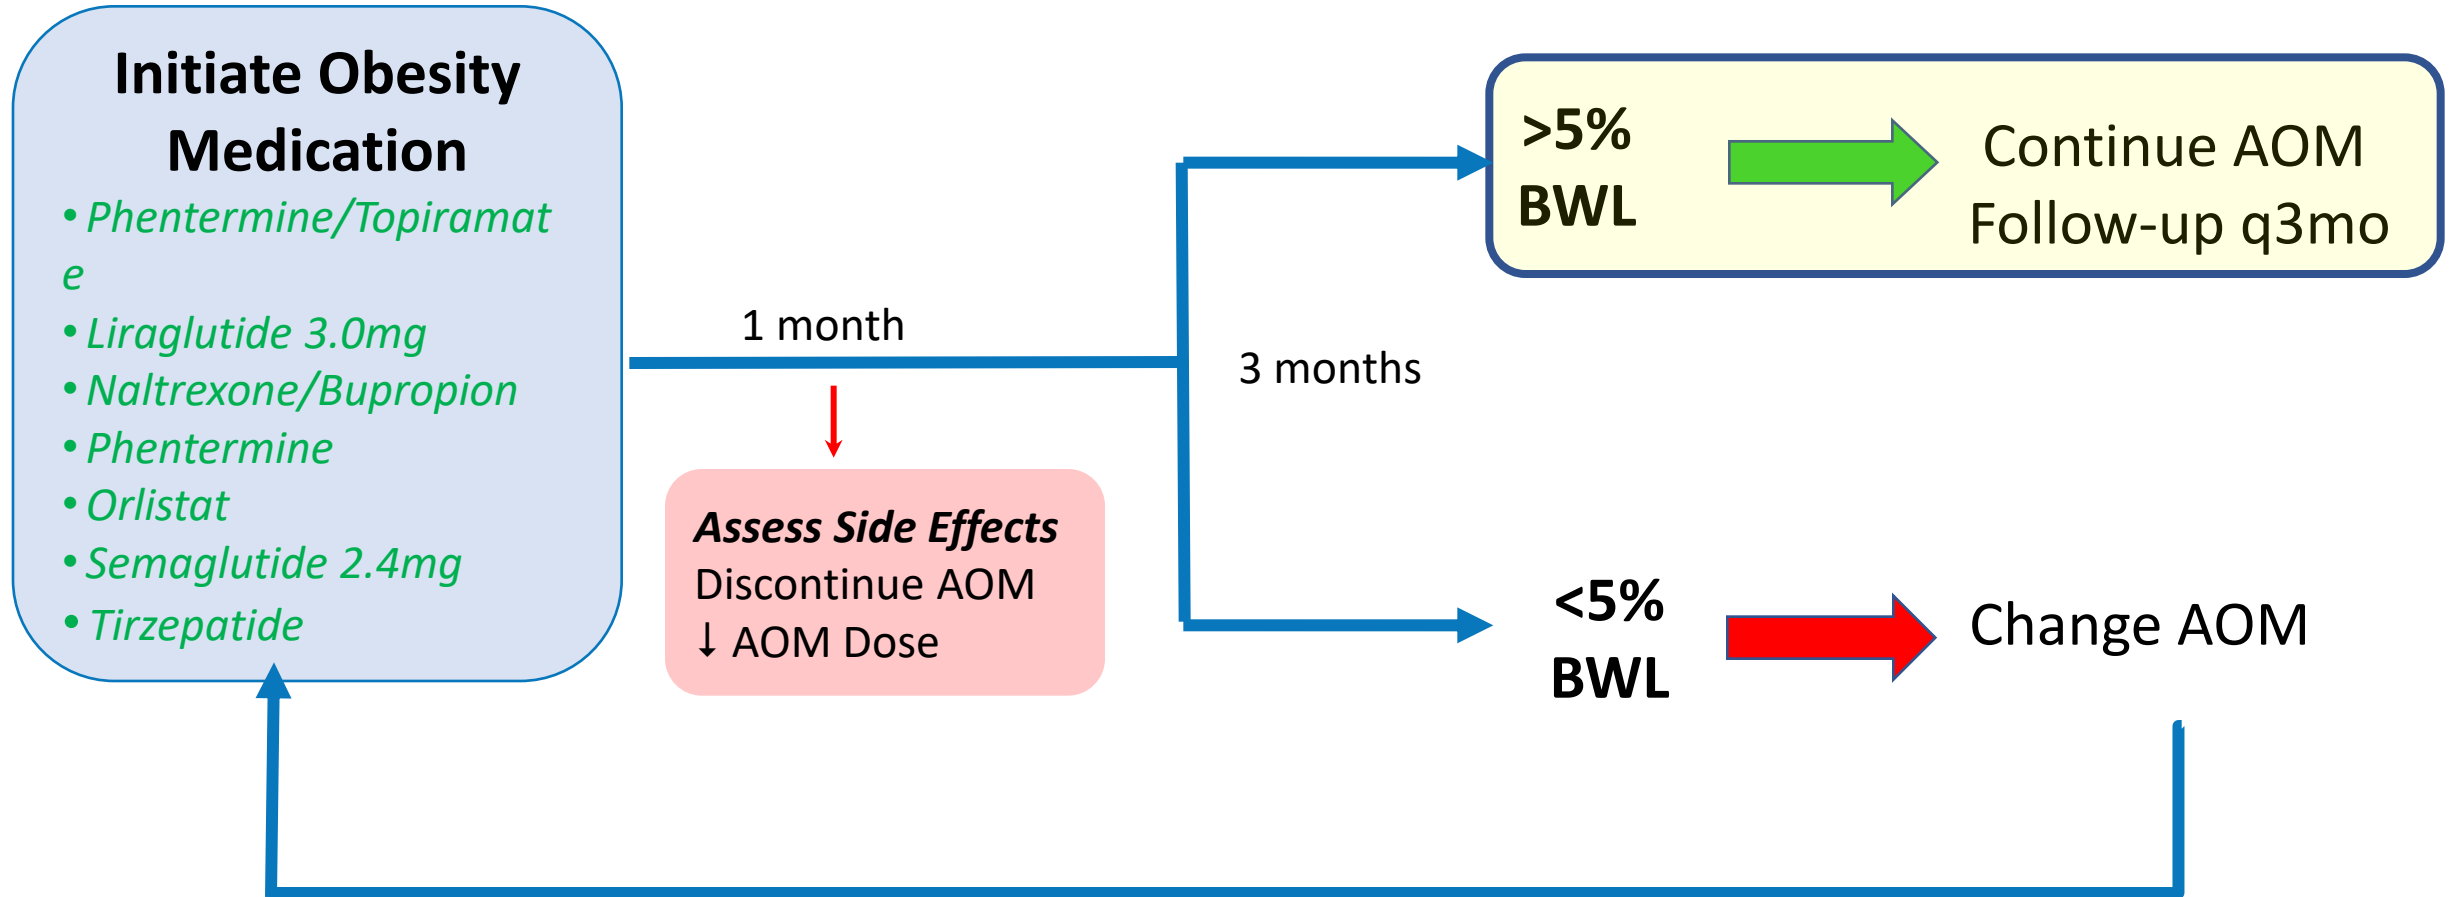 Initiate Obesity
Medication
• Phentermine/Topiramat
e
• Liraglutide 3.0mg
• Naltrexone/Bupropion
• Phentermine
• Orlistat
• Semaglutide 2.4mg
• Tirzepatide
1 month
Assess Side Effects
Discontinue AOM
↓ AOM Dose
3 months
>5%
BWL
Continue AOM
Follow-up q3mo
<5%
BWL
Change AOM